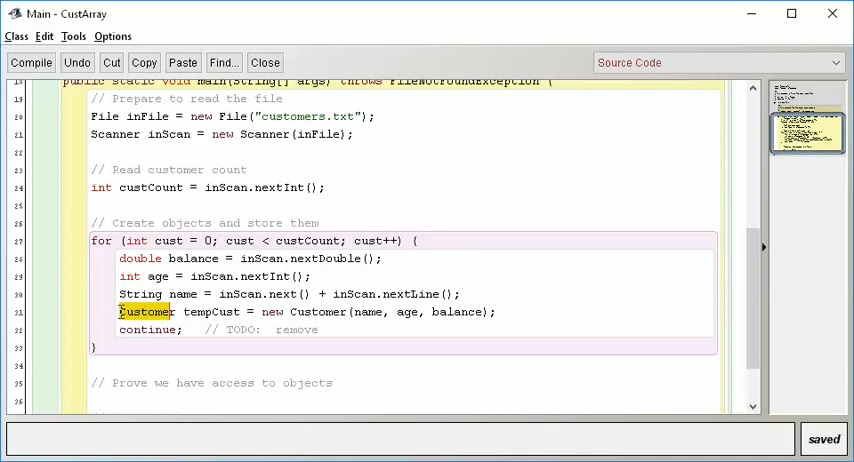 Main - CustArray
Class Edit Tools Options
Compile Undo Cut Copy Paste Find... Close Source Code
18 public static void main(String[] args) throws FileNotFoundException {
19 // Prepare to read the file
20 File inFile = new File("customers.txt");
21 Scanner inScan = new Scanner(inFile);
22
23 // Read customer count
24 int custCount = inScan.nextInt();
25
26 // Create objects and store them
27 for (int cust = 0; cust < custCount; cust++) {
28 double balance = inScan.nextDouble();
29 int age = inScan.nextInt();
30 String name = inScan.next() + inScan.nextLine();
31 Customer tempCust = new Customer(name, age, balance);
32 continue; // TODO: remove
33 }
34
35 // Prove we have access to objects
36
saved